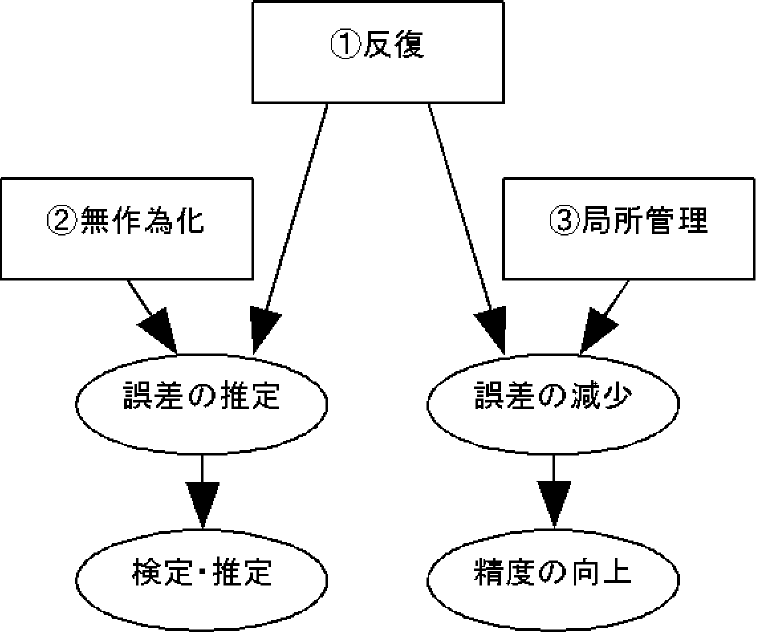 ①反復
②無作為化
③局所管理
誤差の推定
誤差の減少
検定・推定
精度の向上